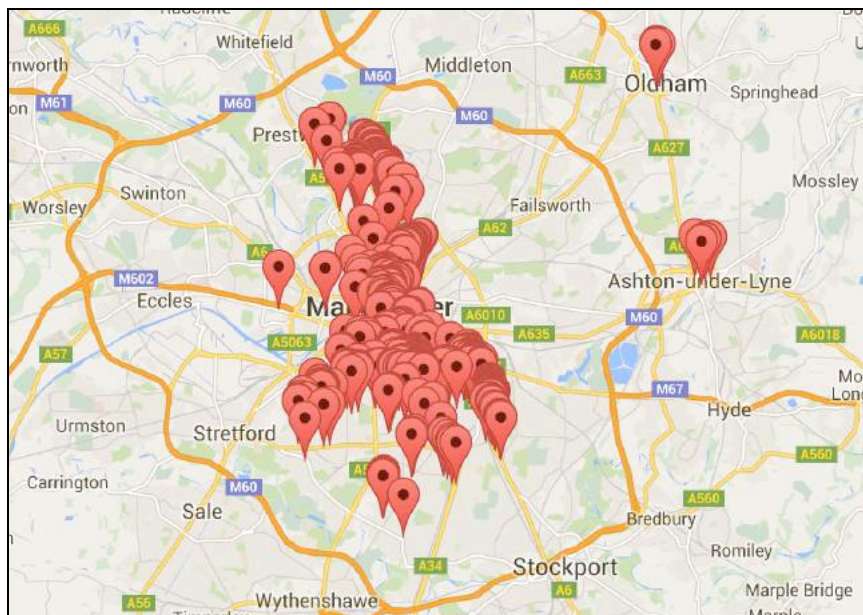 A666
Whitefield
M60
Middleton
A663
Oldham
Springhead
M61
M60
Prestw
M60
A627
Swinton
Mossley
Worsley
Failsworth
A62
A6
M602
Eccles
Ashton-under-Lyne
A6010
M60
A635
A5063
A57
A6018
M67
Hyde
Urmston
Stretford
A560
Carrington
M60
Sale
A560
Bredbury
Romiley
A34
Stockport
A6
Marple Bridge
A56
Wythenshawe